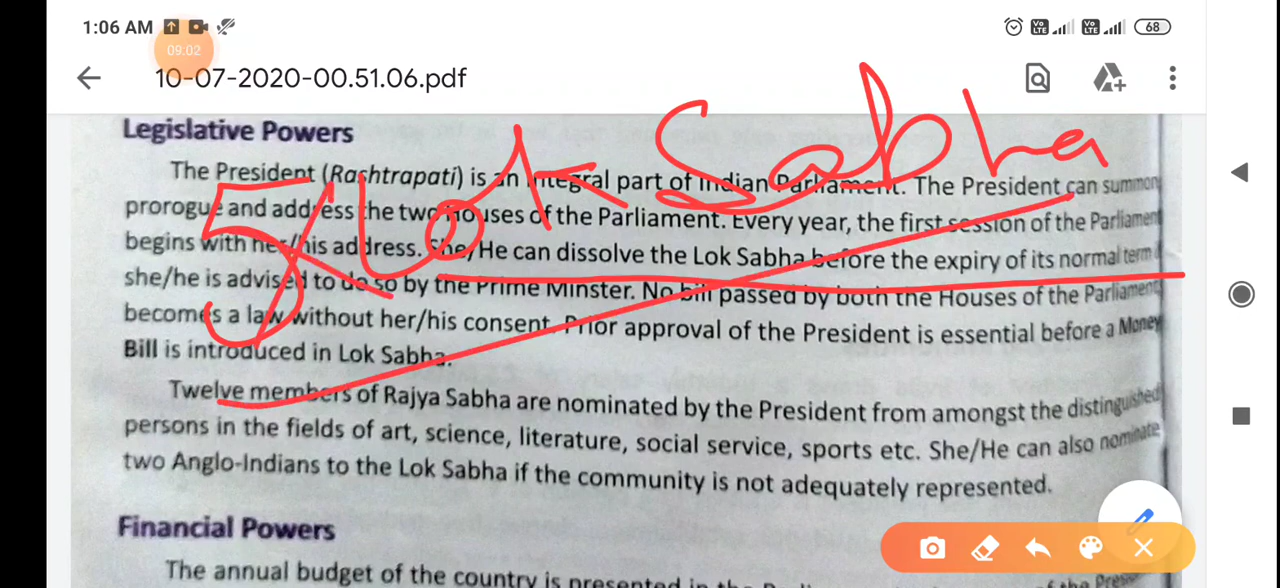 1:06 AM
68
09:02
10-07-2020-00.51.06.pdf
Legislative Powers
The President (Rashtrapati) is an integral part of Indian Parliament. The President can summon
prorogue and address the two Houses of the Parliament. Every year, the first session of the Parliament
begins with her/his address. She/He can dissolve the Lok Sabha before the expiry of its normal term if
she/he is advised to do so by the Prime Minster. No bill passed by both the Houses of the Parliament
becomes a law without her/his consent. Prior approval of the President is essential before a Money
Bill is introduced in Lok Sabha.
Twelve members of Rajya Sabha are nominated by the President from amongst the distinguished
persons in the fields of art, science, literature, social service, sports etc. She/He can also nominate
two Anglo-Indians to the Lok Sabha if the community is not adequately represented.
Financial Powers
The annual budget of the country is presented in the
Lok Sabha
5y